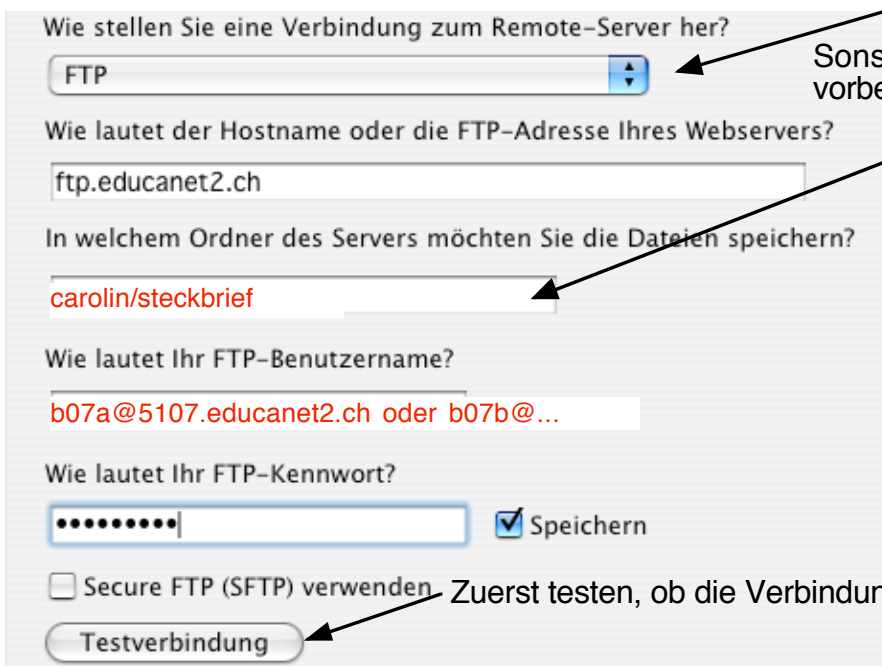 Wie stellen Sie eine Verbindung zum Remote-Server her?
FTP
Sons
vorbe
Wie lautet der Hostname oder die FTP-Adresse Ihres Webservers?
ftp.educanet2.ch
In welchem Ordner des Servers möchten Sie die Dateien speichern?
carolin/steckbrief
Wie lautet Ihr FTP-Benutzername?
b07a@5107.educanet2.ch oder b07b@...
Wie lautet Ihr FTP-Kennwort?
•••••••••
Speichern
Secure FTP (SFTP) verwenden
Zuerst testen, ob die Verbindun
Testverbindung